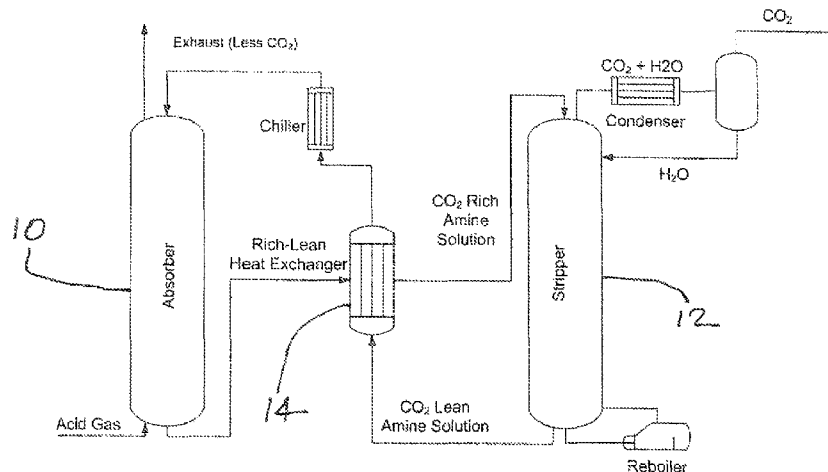 CO₂
Exhaust (Less CO₂)
CO₂ + H2O
Chiller
Condenser
H₂O
CO₂ Rich
Amine
Solution
10
Rich-Lean
Heat Exchanger
Absorber
Stripper
12
14
CO₂ Lean
Amine Solution
Acid Gas
Reboiler